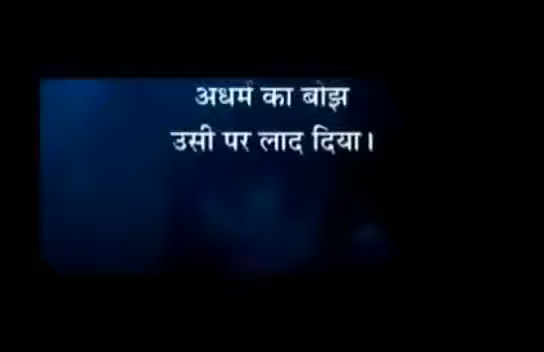 अधर्म का बोझ
उसी पर लाद दिया।